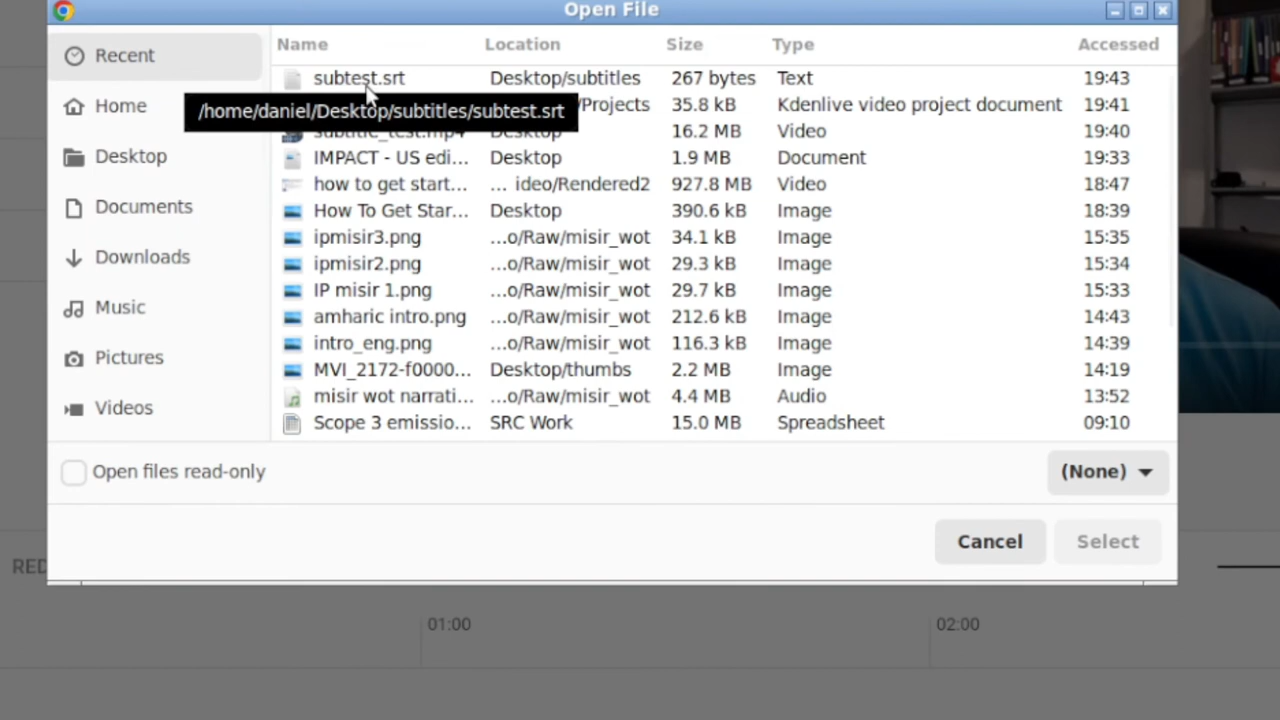 Open File
Name Location Size Type Accessed
Recent
subtest.srt Desktop/subtitles 267 bytes Text 19:43
Home
/home/daniel/Desktop/subtitles/subtest.srt
/Projects 35.8 kB Kdenlive video project document 19:41
subtitle_test.mp4 Desktop 16.2 MB Video 19:40
Desktop
IMPACT - US edi... Desktop 1.9 MB Document 19:33
how to get start... ... ideo/Rendered2 927.8 MB Video 18:47
Documents
How To Get Star... Desktop 390.6 kB Image 18:39
ipmisir3.png ...o/Raw/misir_wot 34.1 kB Image 15:35
Downloads
ipmisir2.png ...o/Raw/misir_wot 29.3 kB Image 15:34
IP misir 1.png ...o/Raw/misir_wot 29.7 kB Image 15:33
Music
amharic intro.png ...o/Raw/misir_wot 212.6 kB Image 14:43
intro_eng.png ...o/Raw/misir_wot 116.3 kB Image 14:39
Pictures
MVI_2172-f0000... Desktop/thumbs 2.2 MB Image 14:19
misir wot narrati... ...o/Raw/misir_wot 4.4 MB Audio 13:52
Videos
Scope 3 emissio... SRC Work 15.0 MB Spreadsheet 09:10
Open files read-only (None)
Cancel Select
RED
01:00 02:00